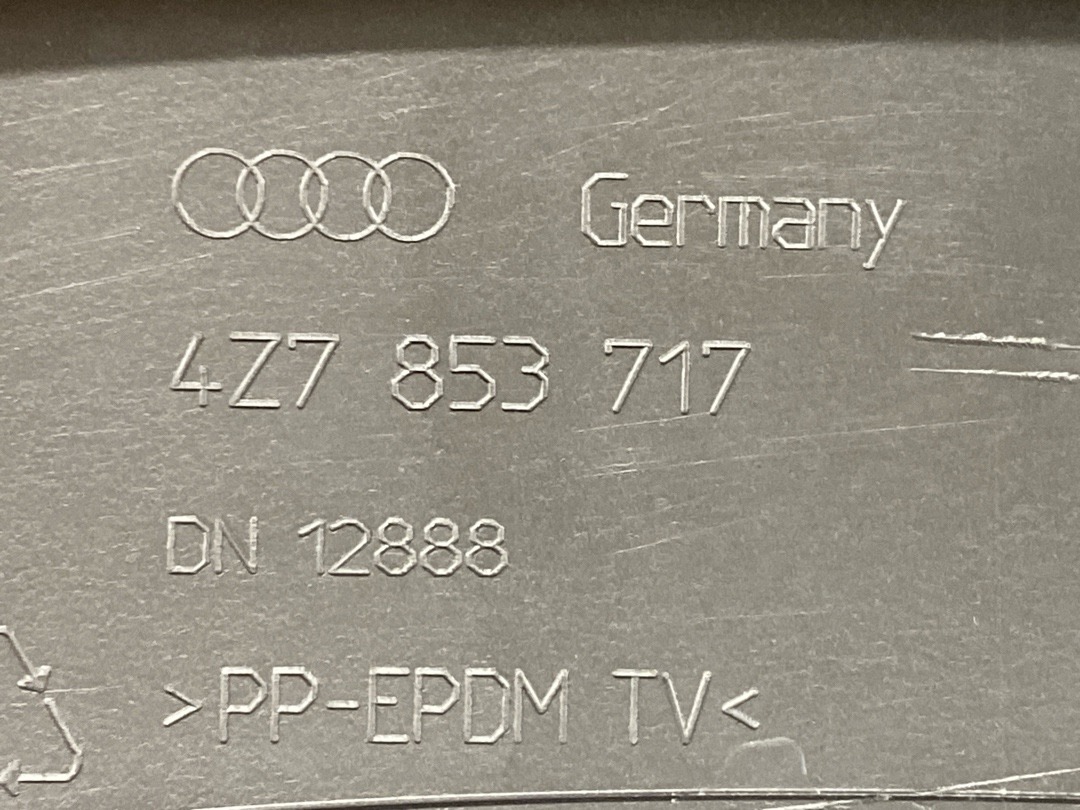 Germany
4Z7 853 717
DN 12888
>PP-EPDM TV<